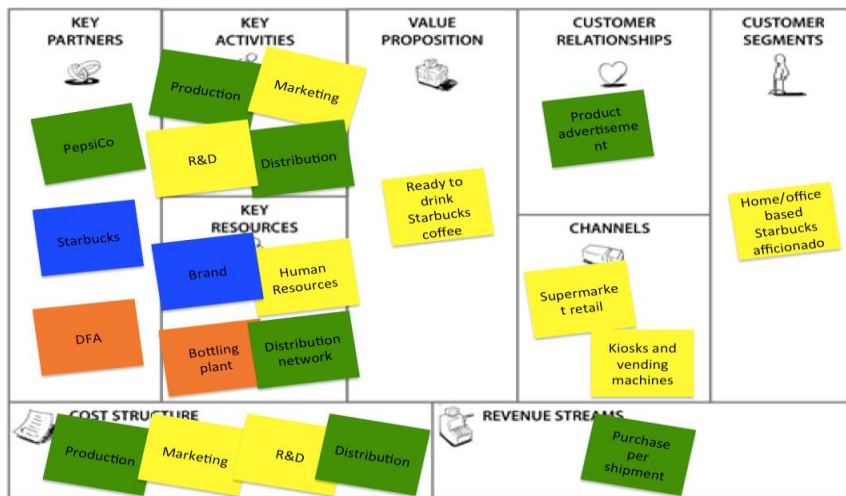 KEY
PARTNERS
PepsiCo
Starbucks
DFA
KEY
ACTIVITIES
Production
Marketing
R&D
Distribution
KEY
RESOURCES
Brand
Human
Resources
Bottling
plant
Distribution
network
VALUE
PROPOSITION
Ready to
drink
Starbucks
coffee
CUSTOMER
RELATIONSHIPS
Product
advertiseme
nt
CHANNELS
Supermarke
t retail
Kiosks and
vending
machines
CUSTOMER
SEGMENTS
Home/office
based
Starbucks
afficionado
COST STRUCTURE
Production
Marketing
R&D
Distribution
REVENUE STREAMS
Purchase
per
shipment